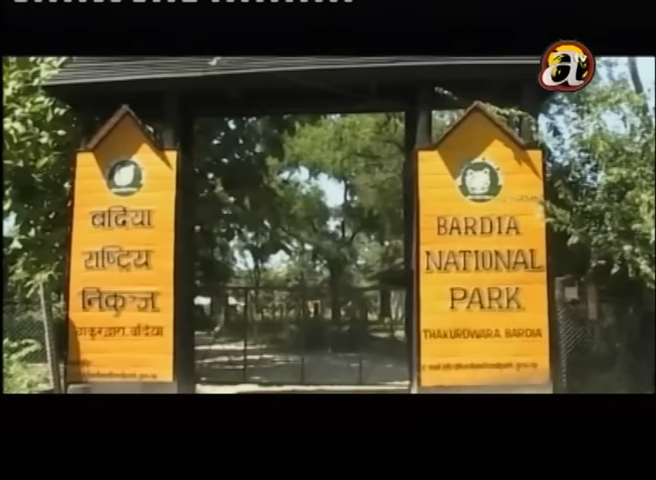 बर्दिया
राष्ट्रिय
निकुञ्ज
ठाकुरद्वारा, बर्दिया
BARDIA
NATIONAL
PARK
THAKURDWARA, BARDIA
a